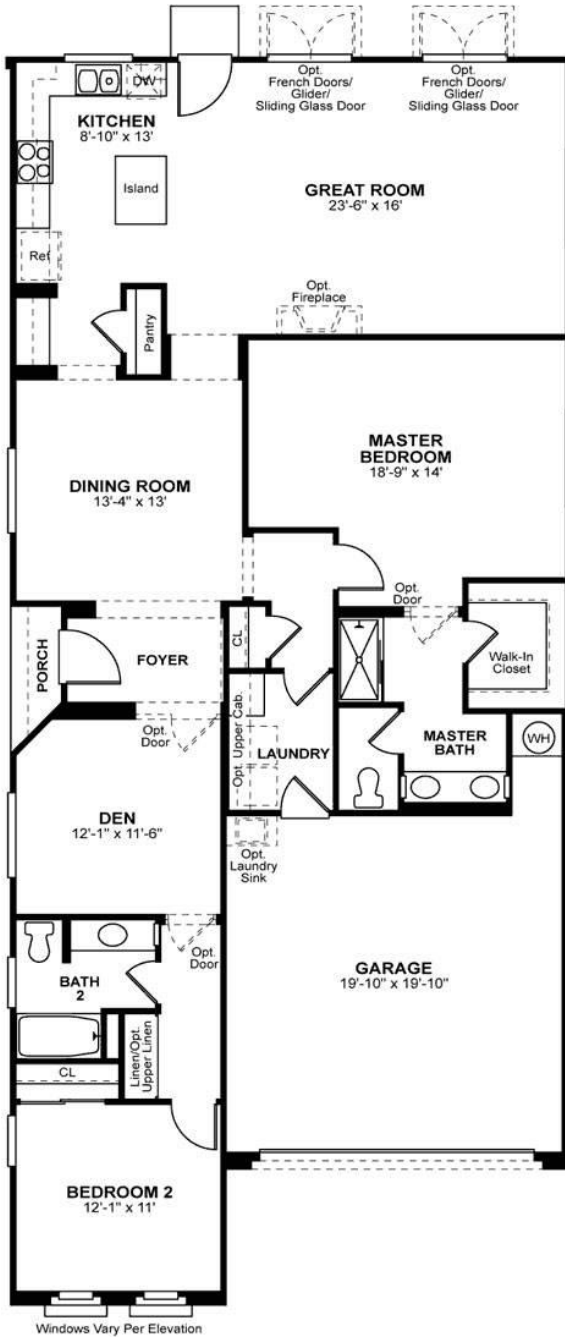 Opt.
French Doors/
Glider/
Sliding Glass Door
Opt.
French Doors/
Glider/
Sliding Glass Door
DW
KITCHEN
8'-10" x 13'
Island
GREAT ROOM
23'-6" x 16'
Ref
Opt.
Fireplace
Pantry
MASTER
BEDROOM
18'-9" x 14'
DINING ROOM
13'-4" x 13'
Opt.
Door
PORCH
FOYER
CL
Walk-In
Closet
Opt.
Door
Opt. Upper Cab.
LAUNDRY
MASTER
BATH
WH
DEN
12'-1" x 11'-6"
Opt.
Laundry
Sink
Opt.
Door
BATH
2
GARAGE
19'-10" x 19'-10"
Linen/Opt.
Upper Linen
CL
BEDROOM 2
12'-1" x 11'
Windows Vary Per Elevation